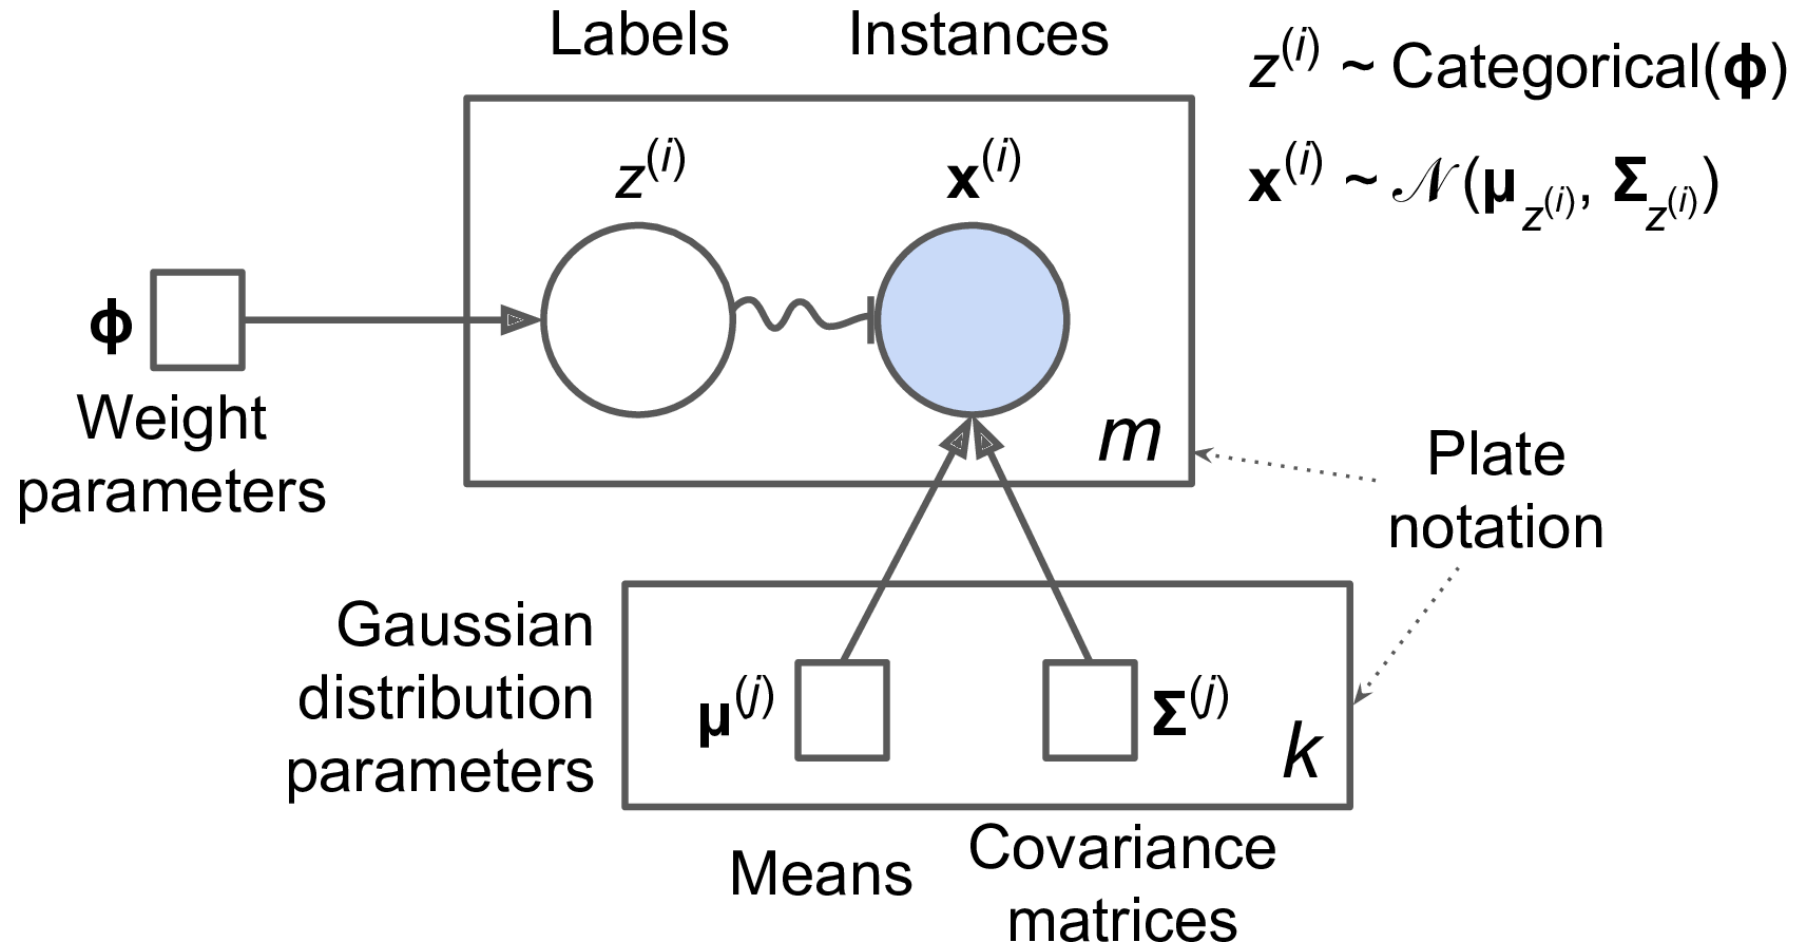 Labels
Instances
z⁽ⁱ⁾ ~ Categorical(ɸ)
z⁽ⁱ⁾
x⁽ⁱ⁾
x⁽ⁱ⁾ ~ 𝒩(μ_z⁽ⁱ⁾, Σ_z⁽ⁱ⁾)
ɸ
Weight
parameters
m
Plate
notation
Gaussian
distribution
parameters
μ⁽ʲ⁾
Σ⁽ʲ⁾
k
Means
Covariance
matrices